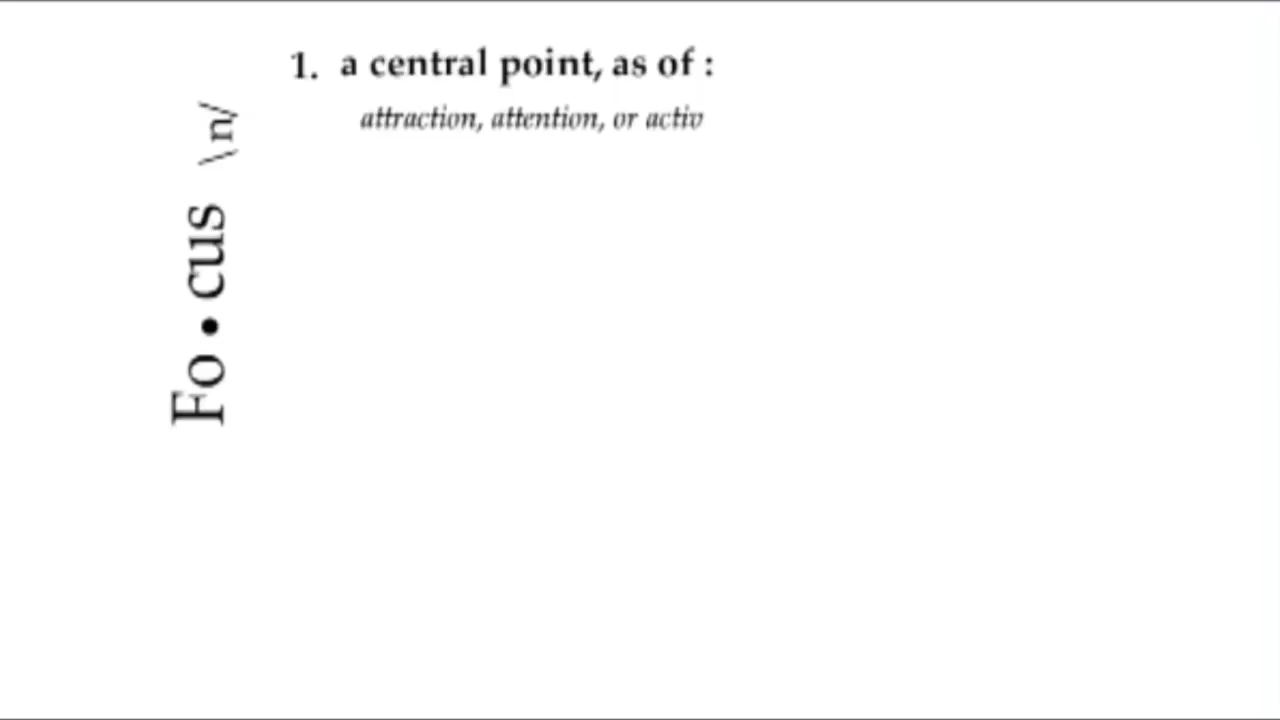 Fo • cus \n/
1. a central point, as of :
attraction, attention, or activ